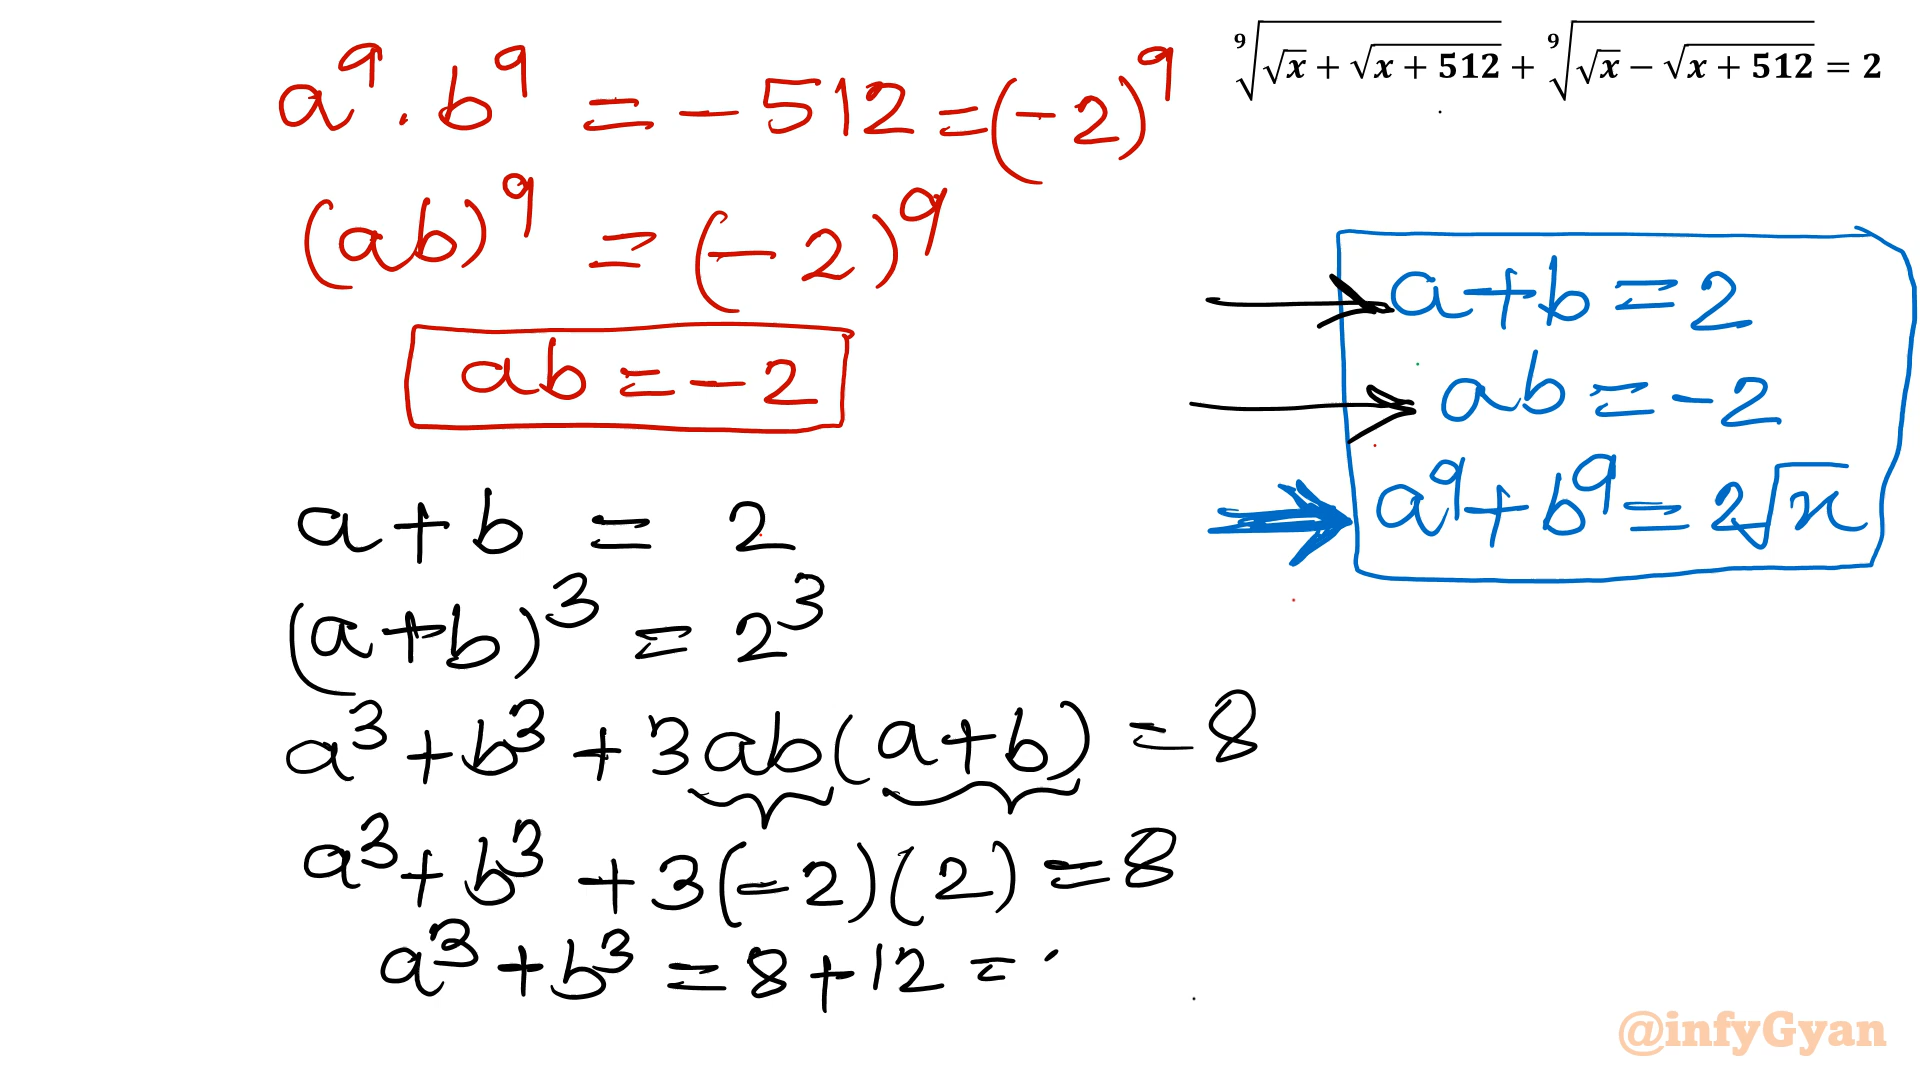 ⁹√(√x + √(x + 512)) + ⁹√(√x − √(x + 512)) = 2
a⁹ . b⁹ = − 512 = (−2)⁹
(ab)⁹ = (−2)⁹
ab = −2
a+b = 2
ab = −2
a⁹ + b⁹ = 2√x
a+b = 2
(a+b)³ = 2³
a³ + b³ + 3ab(a+b) = 8
a³ + b³ + 3(−2)(2) = 8
a³ + b³ = 8 + 12 =
@infyGyan